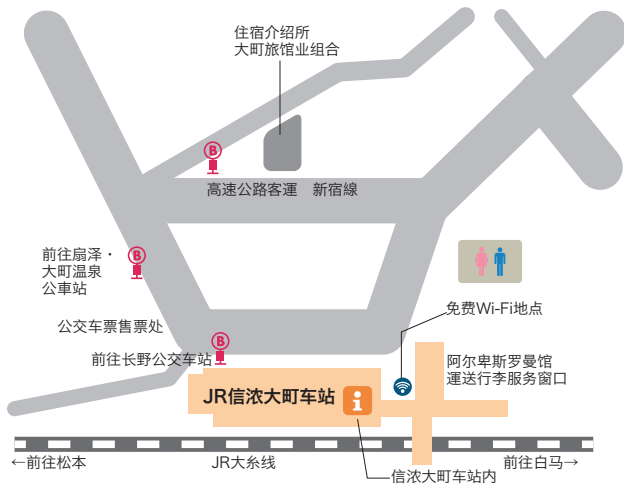 住宿介绍所
大町旅馆业组合
B
高速公路客運　新宿線
B
前往扇泽・
大町温泉
公車站
免费Wi-Fi地点
公交车票售票处
B
前往长野公交车站
阿尔卑斯罗曼馆
運送行李服务窗口
JR信浓大町车站
i
←前往松本
JR大糸线
信浓大町车站内
前往白马→